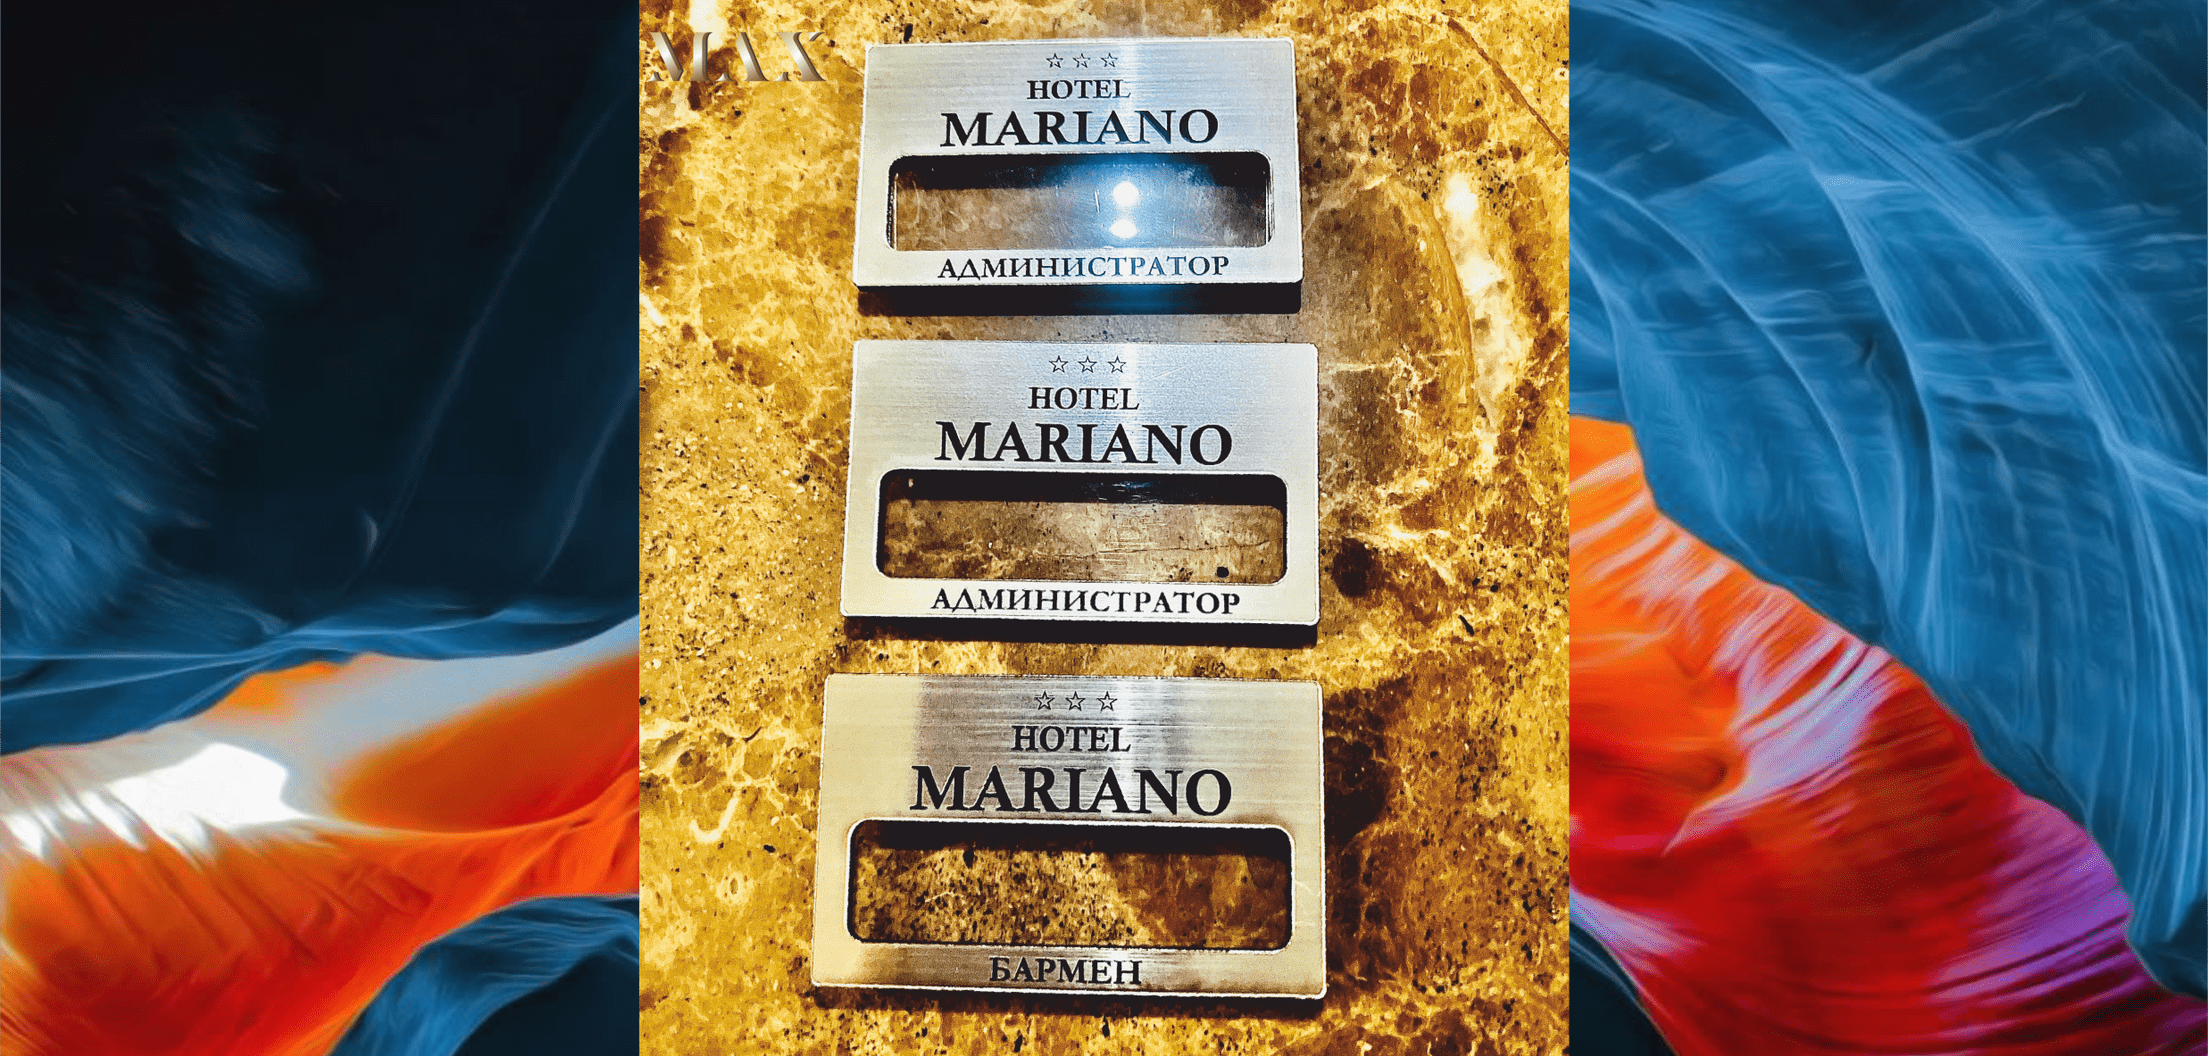 MAX
☆☆☆
HOTEL
MARIANO
АДМИНИСТРАТОР
☆☆☆
HOTEL
MARIANO
АДМИНИСТРАТОР
☆☆☆
HOTEL
MARIANO
БАРМЕН